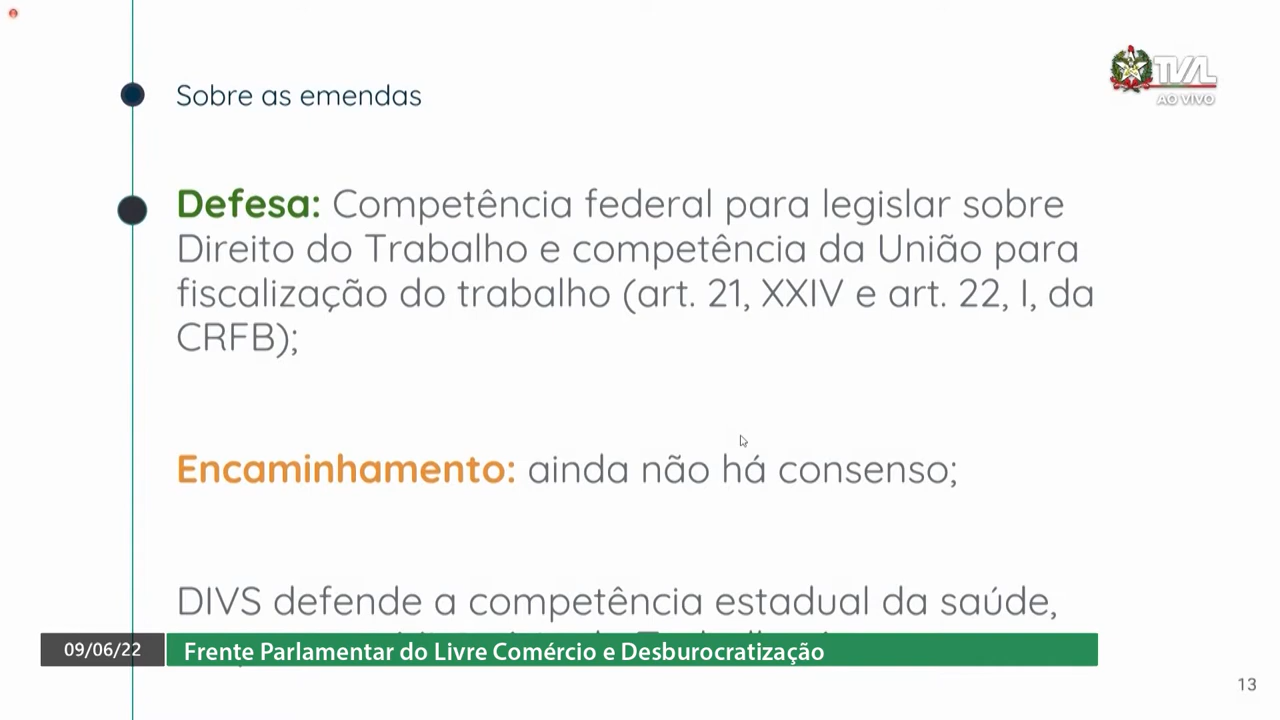 TVAL
AO VIVO
Sobre as emendas
Defesa: Competência federal para legislar sobre
Direito do Trabalho e competência da União para
fiscalização do trabalho (art. 21, XXIV e art. 22, I, da
CRFB);
Encaminhamento: ainda não há consenso;
DIVS defende a competência estadual da saúde,
09/06/22 Frente Parlamentar do Livre Comércio e Desburocratização
13